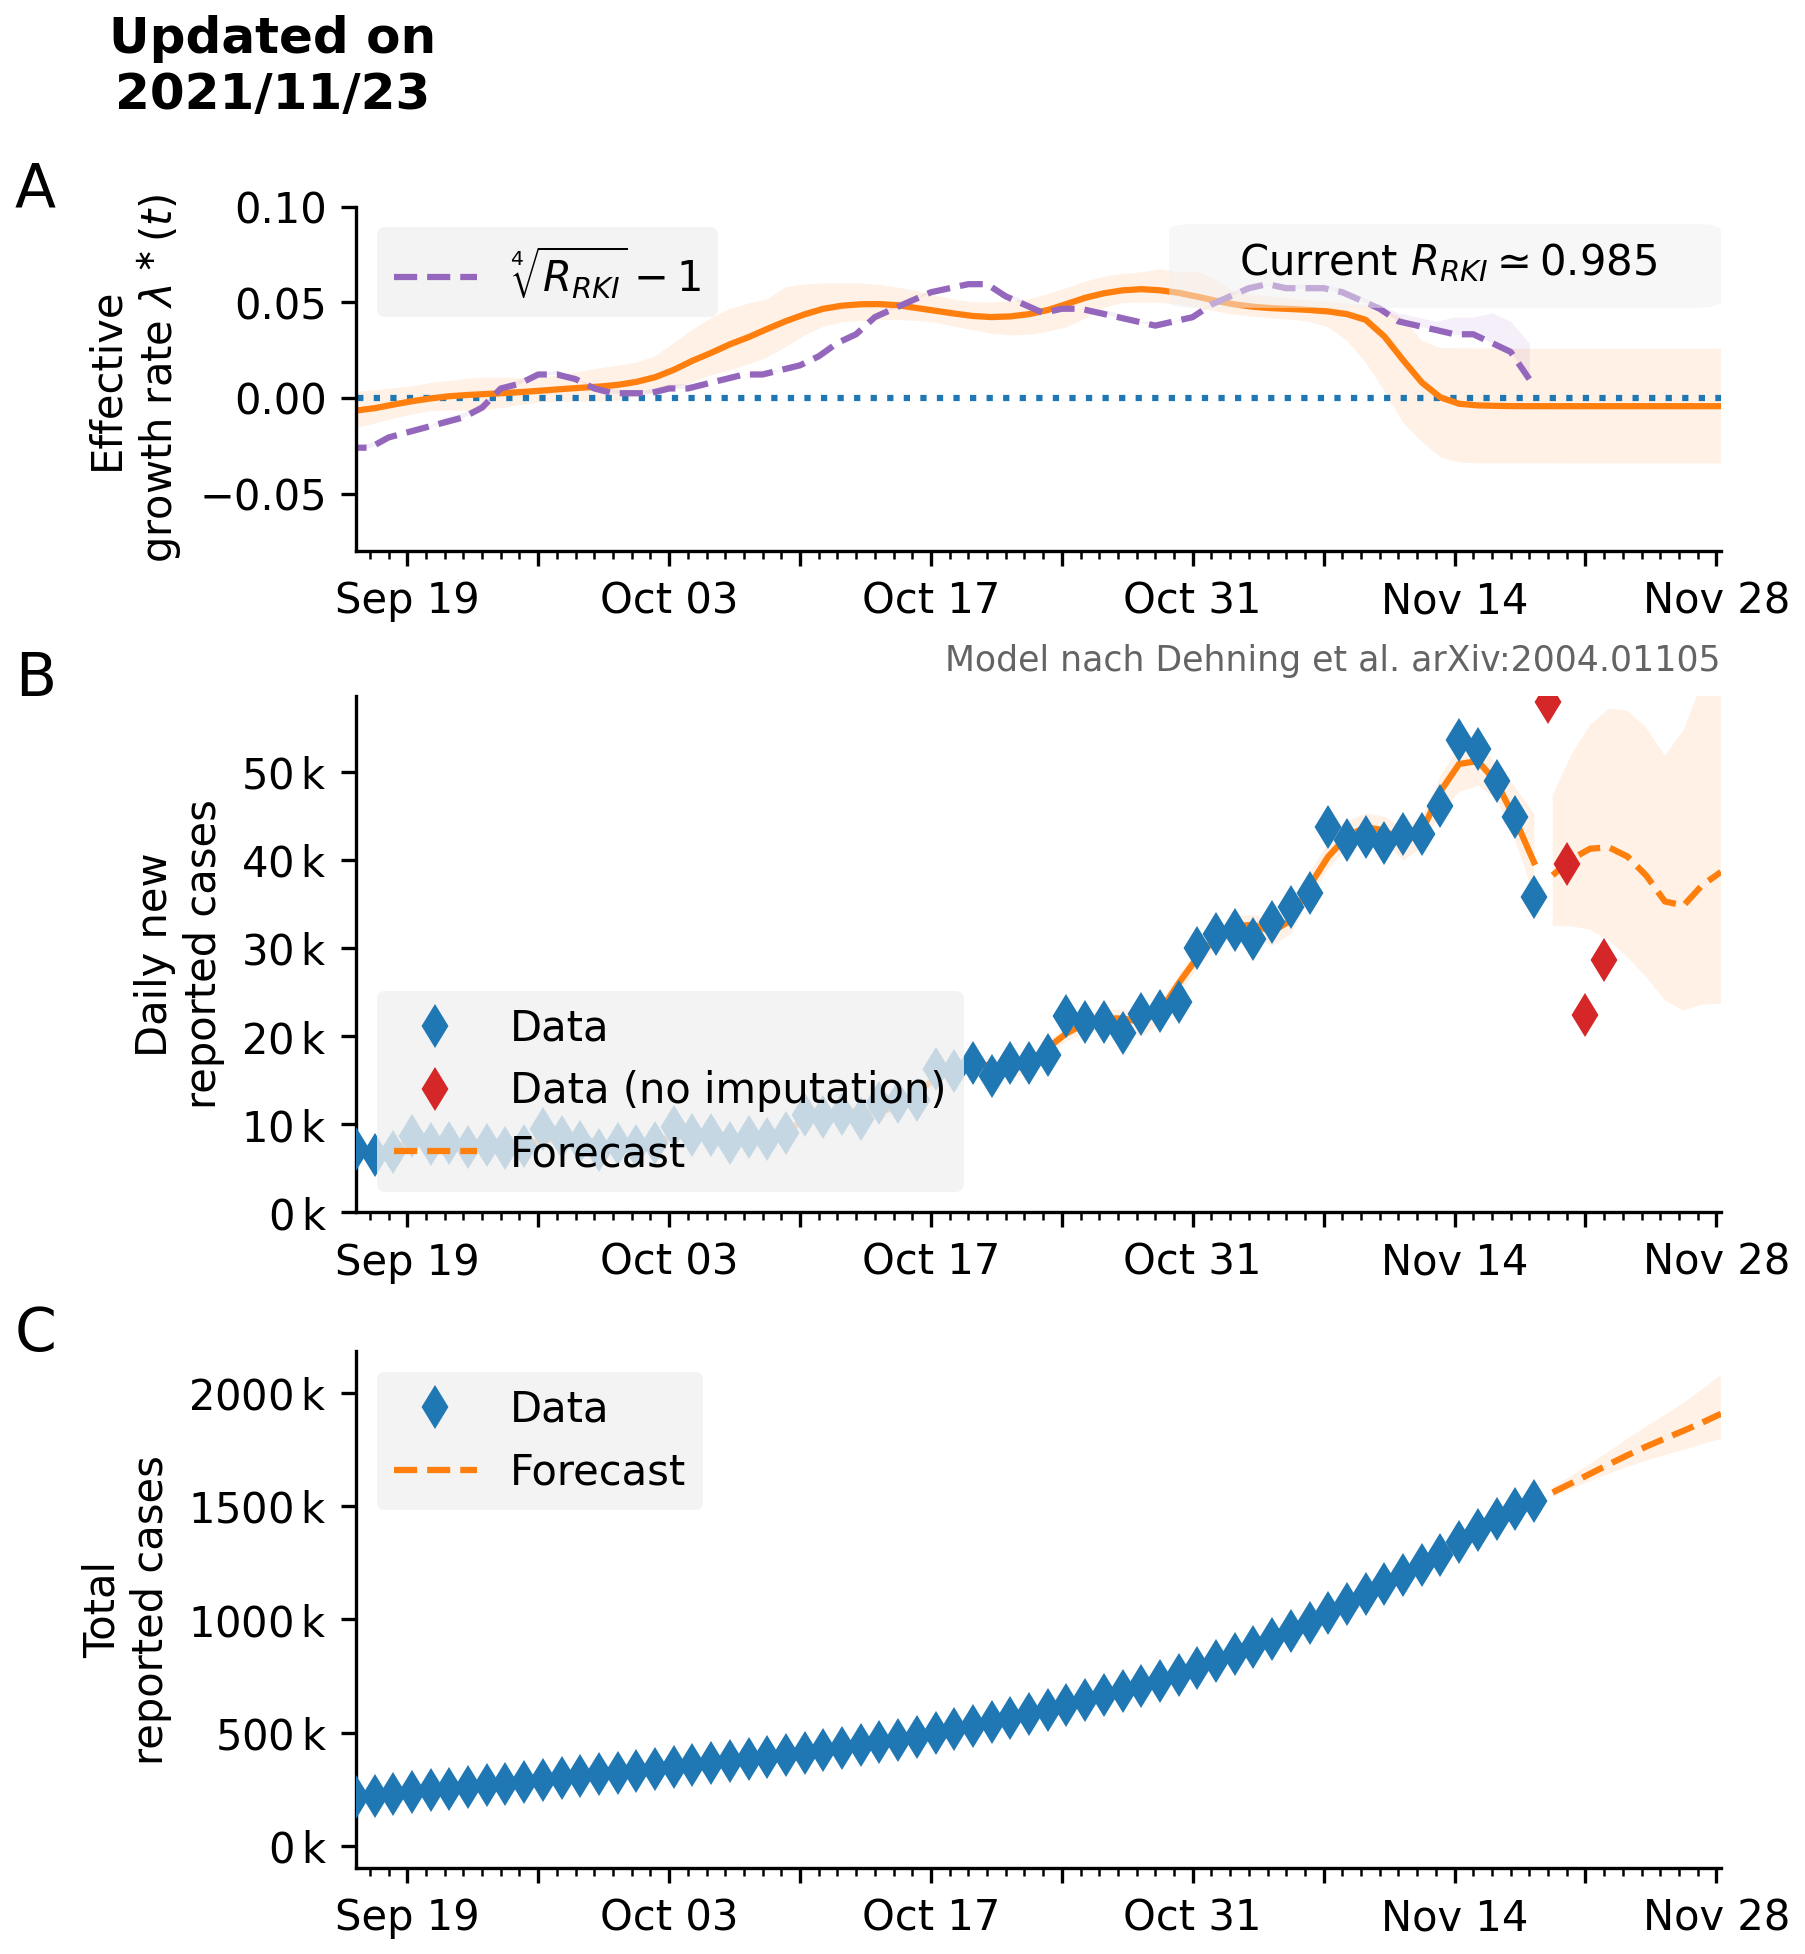 Updated on
2021/11/23
A
Effective
growth rate λ * (t)
0.10
0.05
0.00
−0.05
∜R_RKI − 1
Current R_RKI ≃ 0.985
Sep 19 Oct 03 Oct 17 Oct 31 Nov 14 Nov 28
Model nach Dehning et al. arXiv:2004.01105
B
Daily new
reported cases
50 k
40 k
30 k
20 k
10 k
0 k
Data
Data (no imputation)
Forecast
Sep 19 Oct 03 Oct 17 Oct 31 Nov 14 Nov 28
C
Total
reported cases
2000 k
1500 k
1000 k
500 k
0 k
Data
Forecast
Sep 19 Oct 03 Oct 17 Oct 31 Nov 14 Nov 28